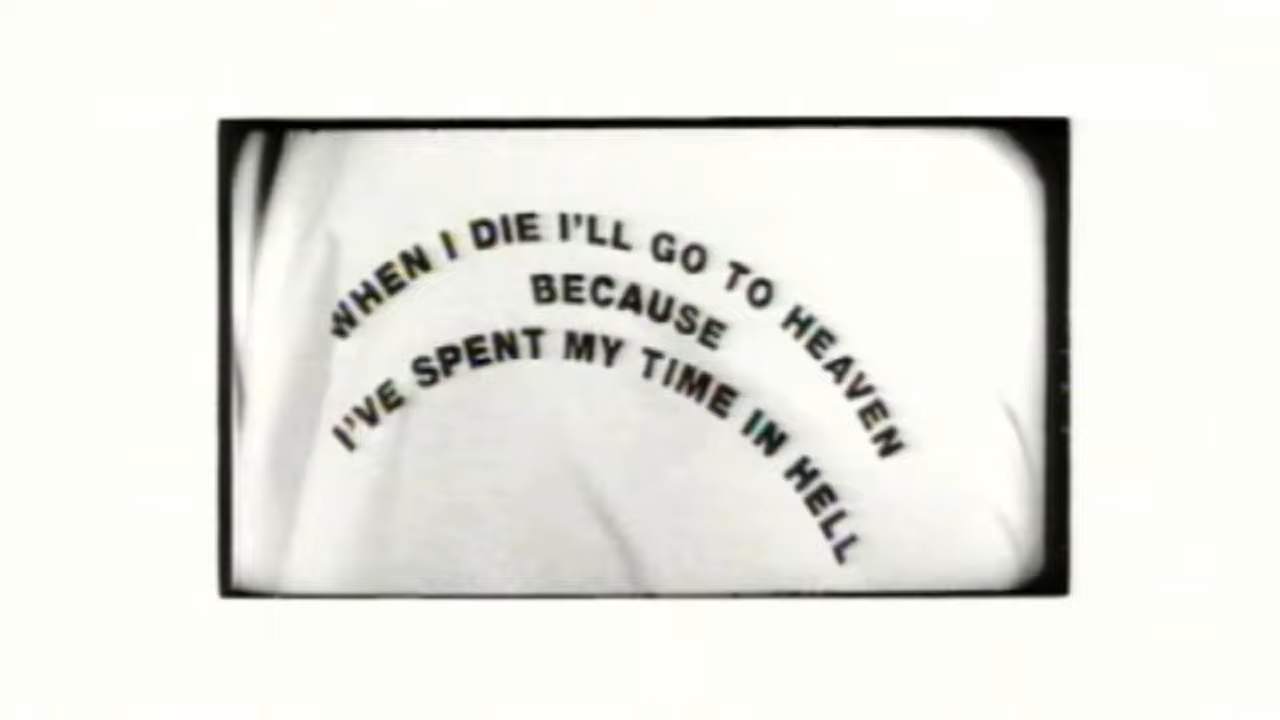 WHEN I DIE I'LL GO TO HEAVEN
BECAUSE
I'VE SPENT MY TIME IN HELL